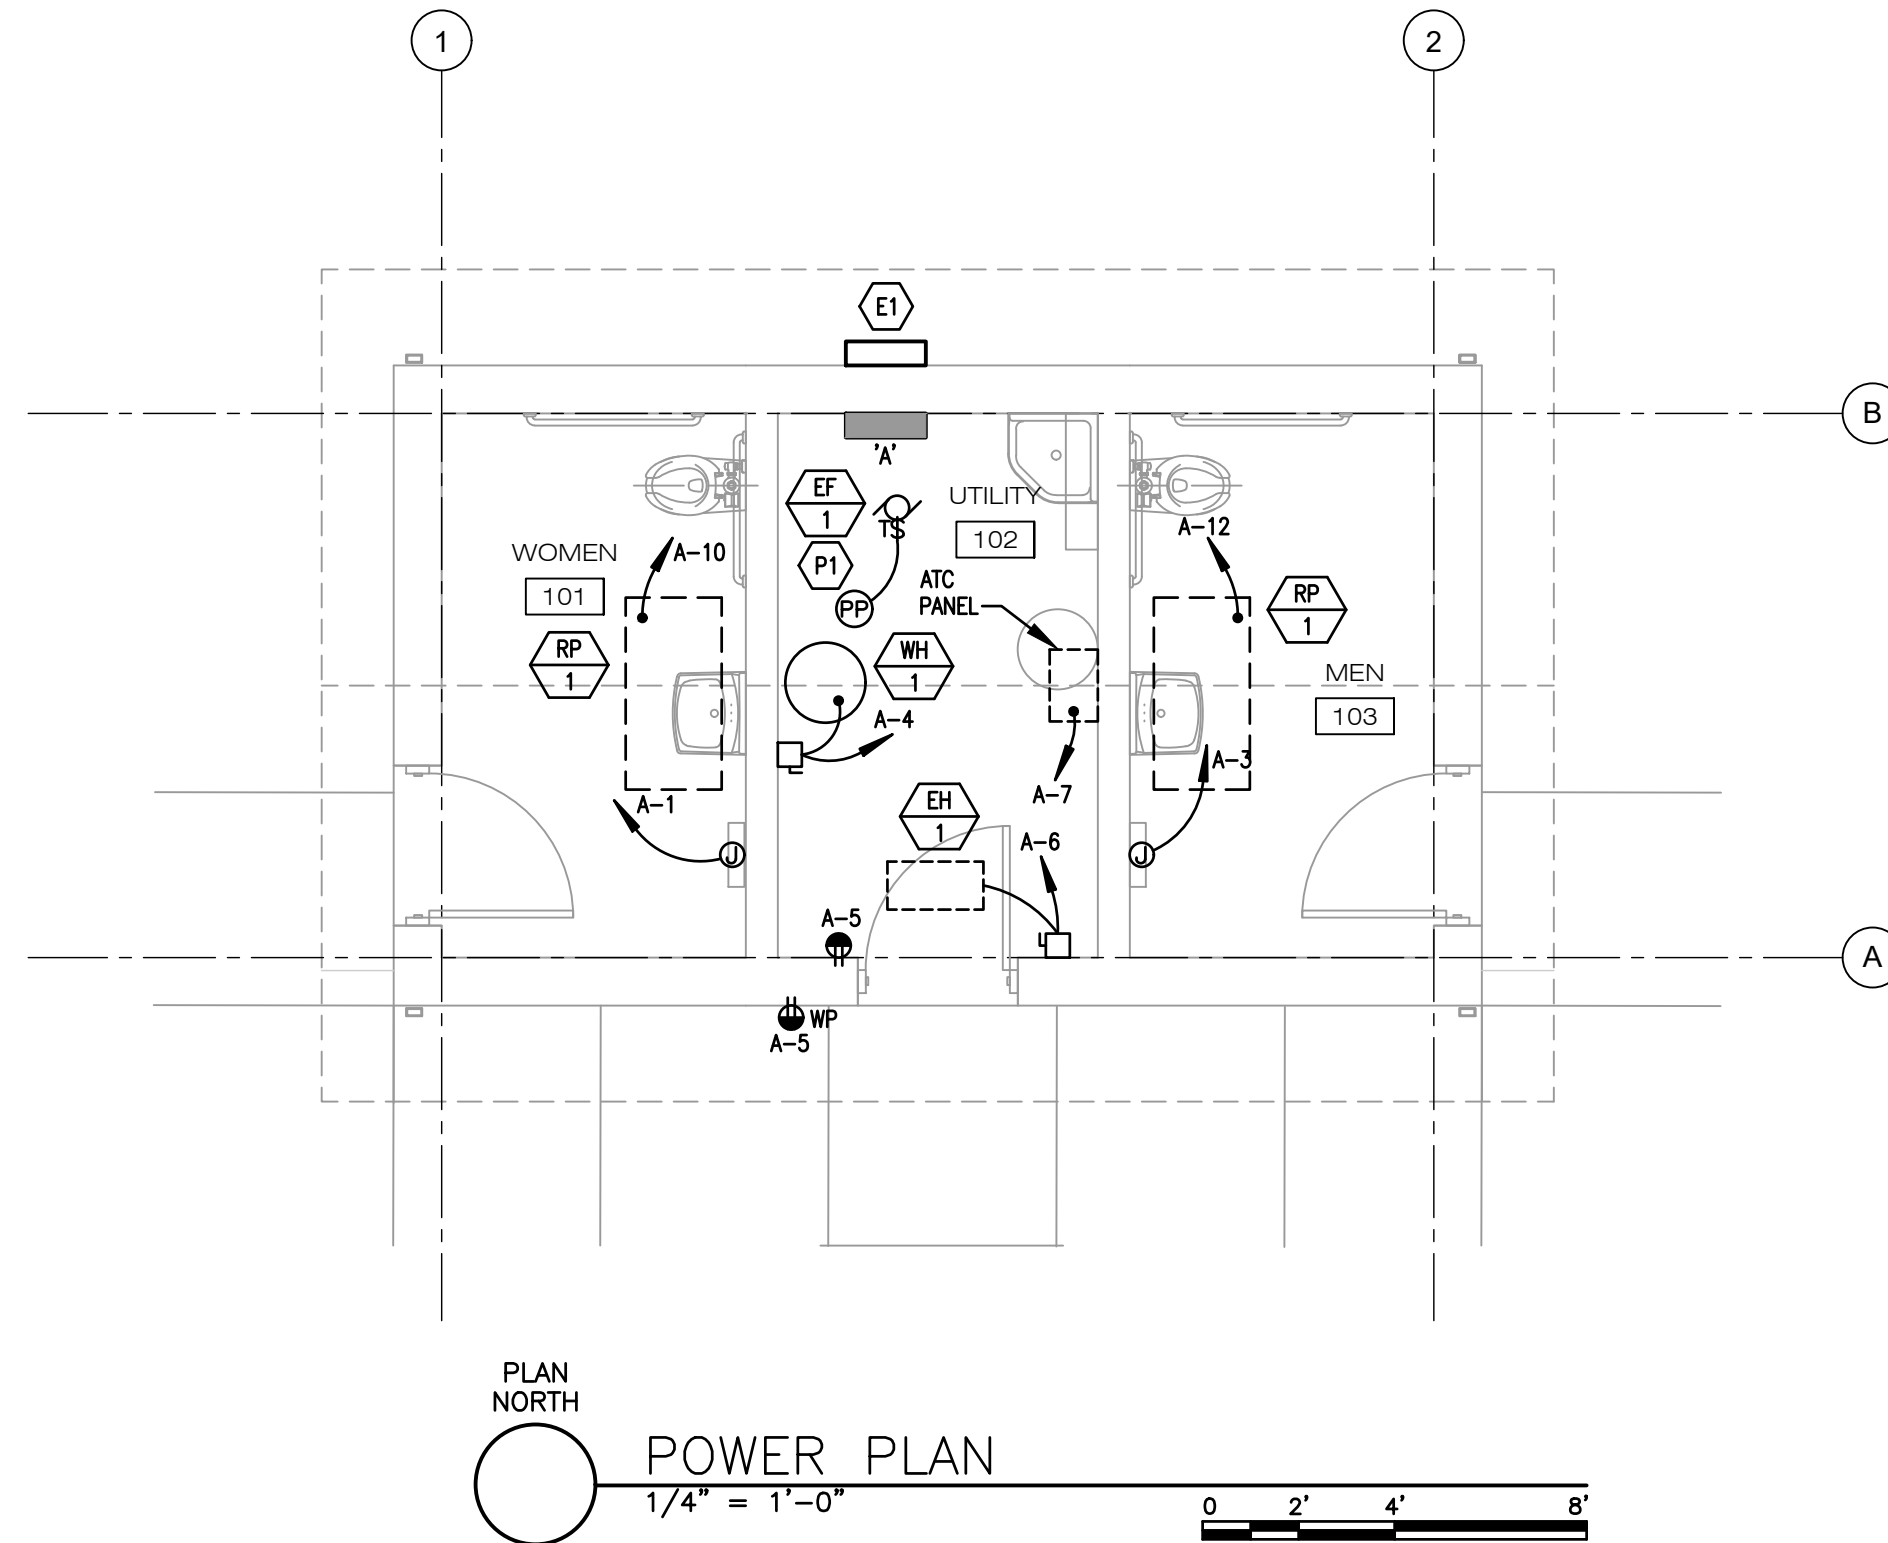 1
2
E1
B
'A'
EF
1
UTILITY
TS
102
A-12
WOMEN
A-10
P1
ATC
PANEL
101
PP
RP
1
RP
1
WH
1
MEN
103
A-4
A-3
A-1
A-7
EH
1
A-6
J
J
A-5
A
WP
A-5
PLAN
NORTH
POWER PLAN
1/4" = 1'-0"
0 2' 4' 8'